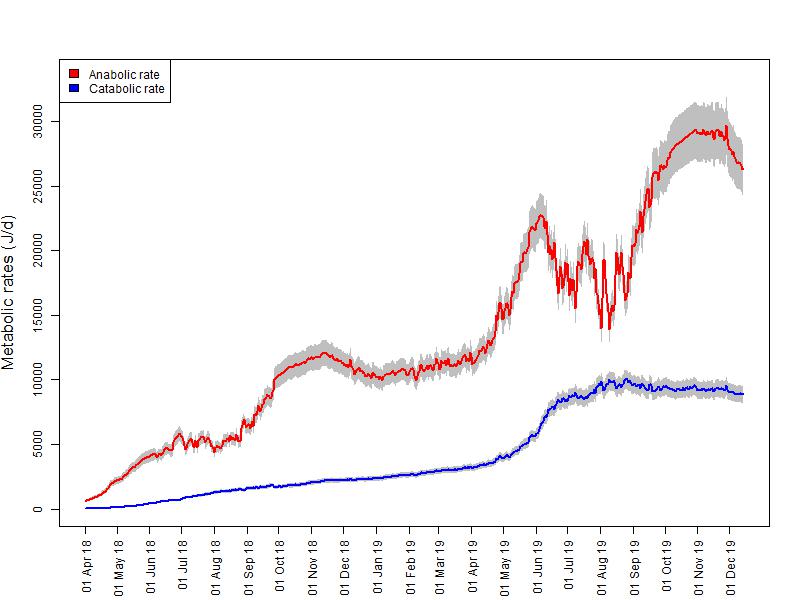 Anabolic rate
Catabolic rate
Metabolic rates (J/d)
30000
25000
20000
15000
10000
5000
0
01 Apr 18
01 May 18
01 Jun 18
01 Jul 18
01 Aug 18
01 Sep 18
01 Oct 18
01 Nov 18
01 Dec 18
01 Jan 19
01 Feb 19
01 Mar 19
01 Apr 19
01 May 19
01 Jun 19
01 Jul 19
01 Aug 19
01 Sep 19
01 Oct 19
01 Nov 19
01 Dec 19